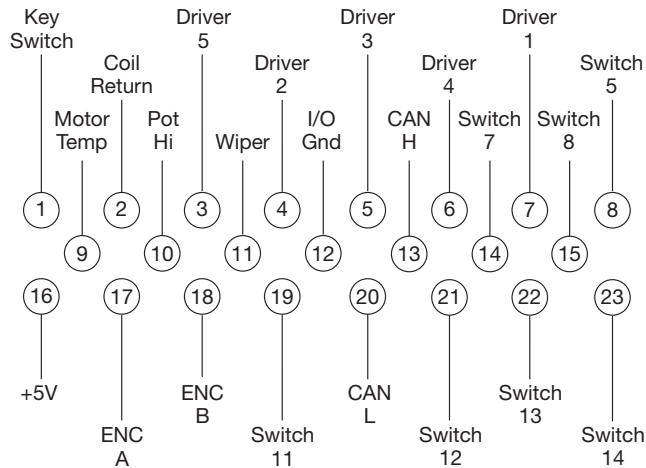 Key
Switch
Driver
5
Driver
3
Driver
1
Coil
Return
Driver
2
Driver
4
Switch
5
Motor
Temp
Pot
Hi
Wiper
I/O
Gnd
CAN
H
Switch
7
Switch
8
1 2 3 4 5 6 7 8
9 10 11 12 13 14 15
16 17 18 19 20 21 22 23
+5V
ENC
B
CAN
L
Switch
13
ENC
A
Switch
11
Switch
12
Switch
14